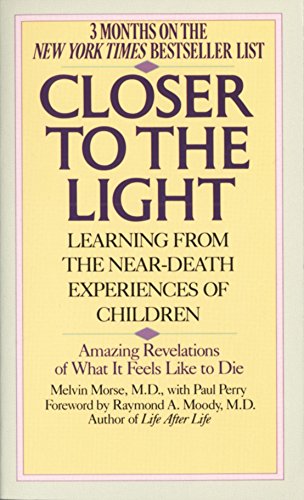 3 MONTHS ON THE
NEW YORK TIMES BESTSELLER LIST
CLOSER
TO THE
LIGHT
LEARNING FROM
THE NEAR-DEATH
EXPERIENCES OF
CHILDREN
Amazing Revelations
of What It Feels Like to Die
Melvin Morse, M.D., with Paul Perry
Foreword by Raymond A. Moody, M.D.
Author of Life After Life